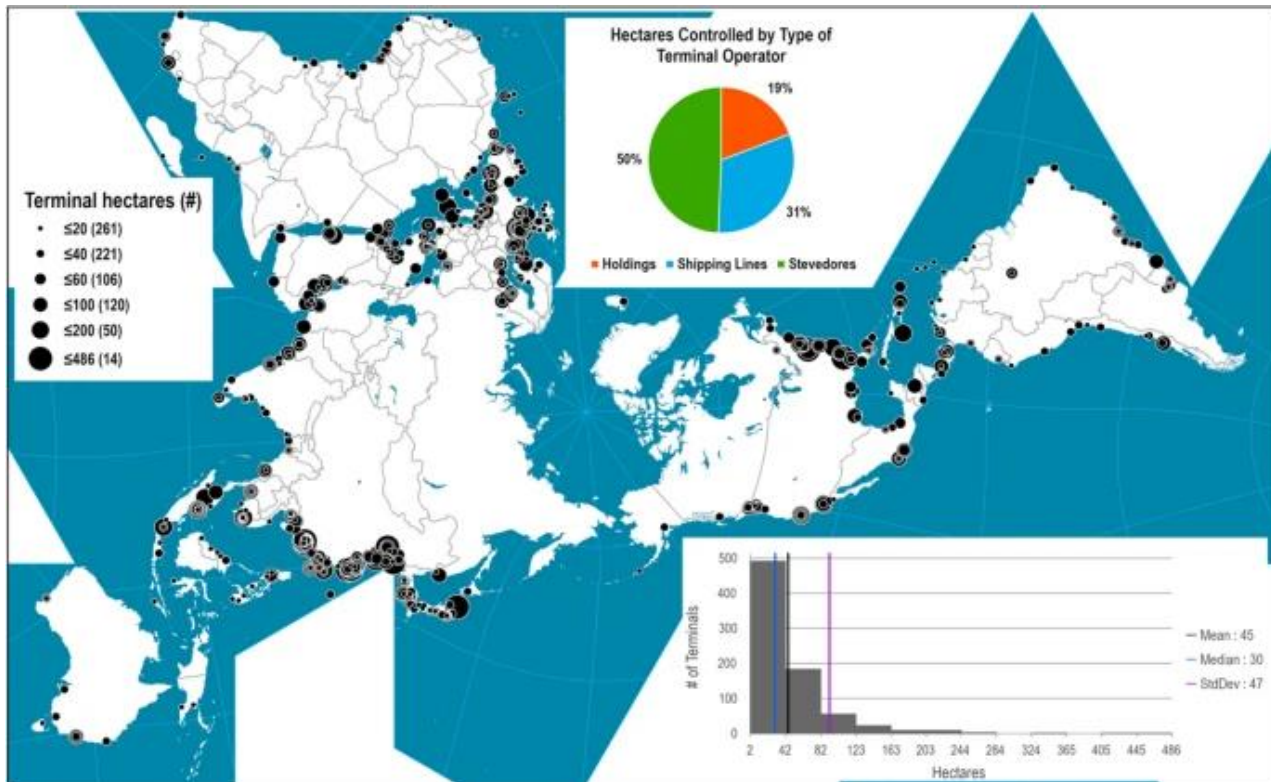 Hectares Controlled by Type of
Terminal Operator
19%
50%
31%
Holdings
Shipping Lines
Stevedores
Terminal hectares (#)
≤20 (261)
≤40 (221)
≤60 (106)
≤100 (120)
≤200 (50)
≤486 (14)
# of Terminals
500
400
300
200
100
0
2 42 82 123 163 203 244 284 324 365 405 445 486
Hectares
Mean : 45
Median : 30
StdDev : 47